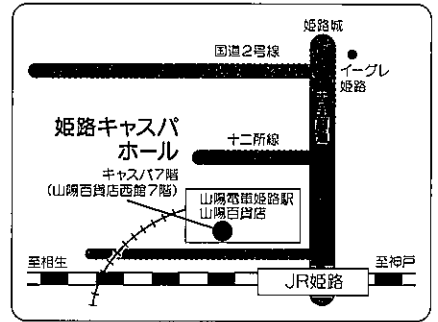 姫路城
国道2号線
イーグレ
姫路
姫路キャスパ
ホール
十二所線
キャスパ7階
(山陽百貨店西館7階)
山陽電車姫路駅
山陽百貨店
至相生
至神戸
JR姫路